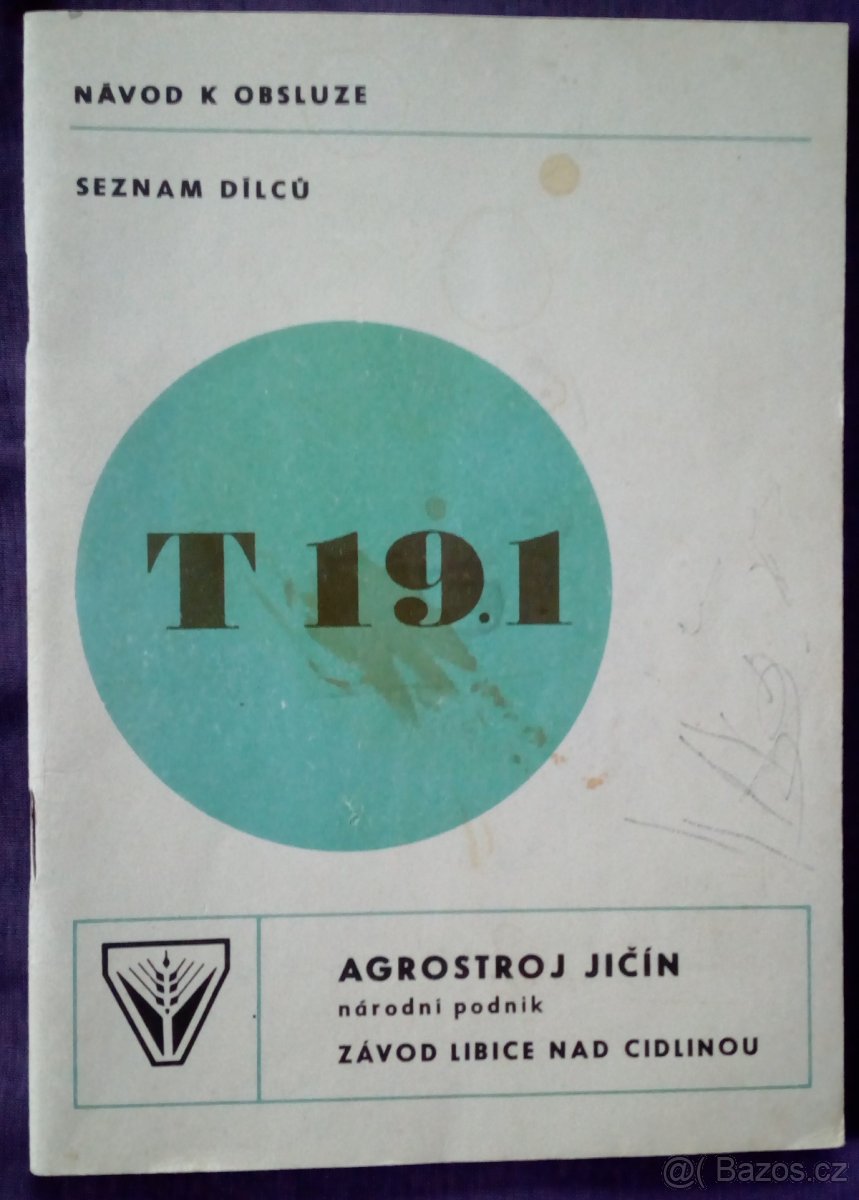 NÁVOD K OBSLUZE
SEZNAM DÍLCŮ
T 19.1
AGROSTROJ JIČÍN
národní podnik
ZÁVOD LIBICE NAD CIDLINOU
@( Bazos.cz